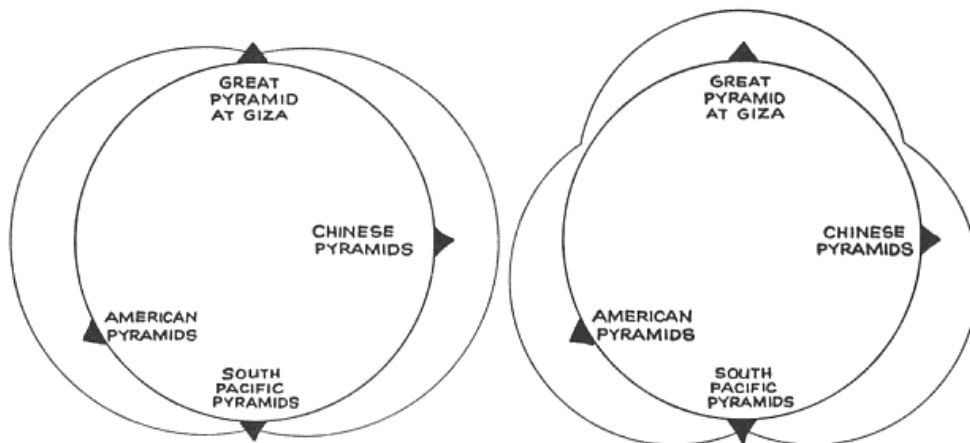 GREAT
PYRAMID
AT GIZA
CHINESE
PYRAMIDS
AMERICAN
PYRAMIDS
SOUTH
PACIFIC
PYRAMIDS
GREAT
PYRAMID
AT GIZA
CHINESE
PYRAMIDS
AMERICAN
PYRAMIDS
SOUTH
PACIFIC
PYRAMIDS